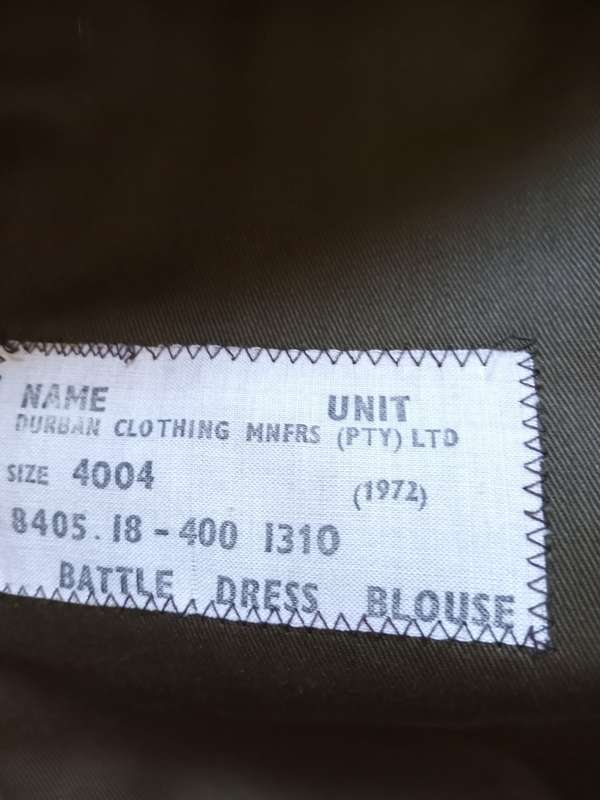 NAME UNIT
DURBAN CLOTHING MNFRS (PTY) LTD
SIZE 4004 (1972)
8405.18-400 1310
BATTLE DRESS BLOUSE